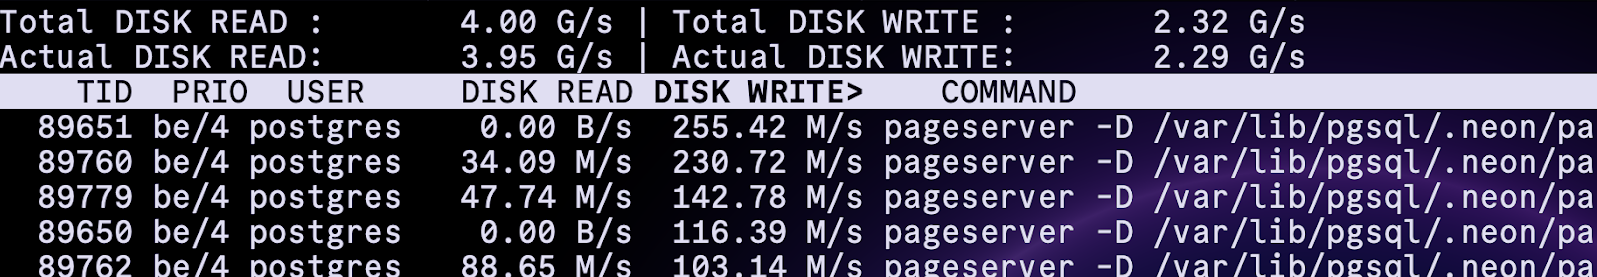 Total DISK READ :       4.00 G/s | Total DISK WRITE :       2.32 G/s
Actual DISK READ:       3.95 G/s | Actual DISK WRITE:       2.29 G/s
    TID  PRIO  USER     DISK READ DISK WRITE>    COMMAND
  89651 be/4 postgres    0.00 B/s  255.42 M/s pageserver -D /var/lib/pgsql/.neon/pa
  89760 be/4 postgres   34.09 M/s  230.72 M/s pageserver -D /var/lib/pgsql/.neon/pa
  89779 be/4 postgres   47.74 M/s  142.78 M/s pageserver -D /var/lib/pgsql/.neon/pa
  89650 be/4 postgres    0.00 B/s  116.39 M/s pageserver -D /var/lib/pgsql/.neon/pa
  89762 be/4 postgres   88.65 M/s  103.14 M/s pageserver -D /var/lib/pgsql/.neon/pa